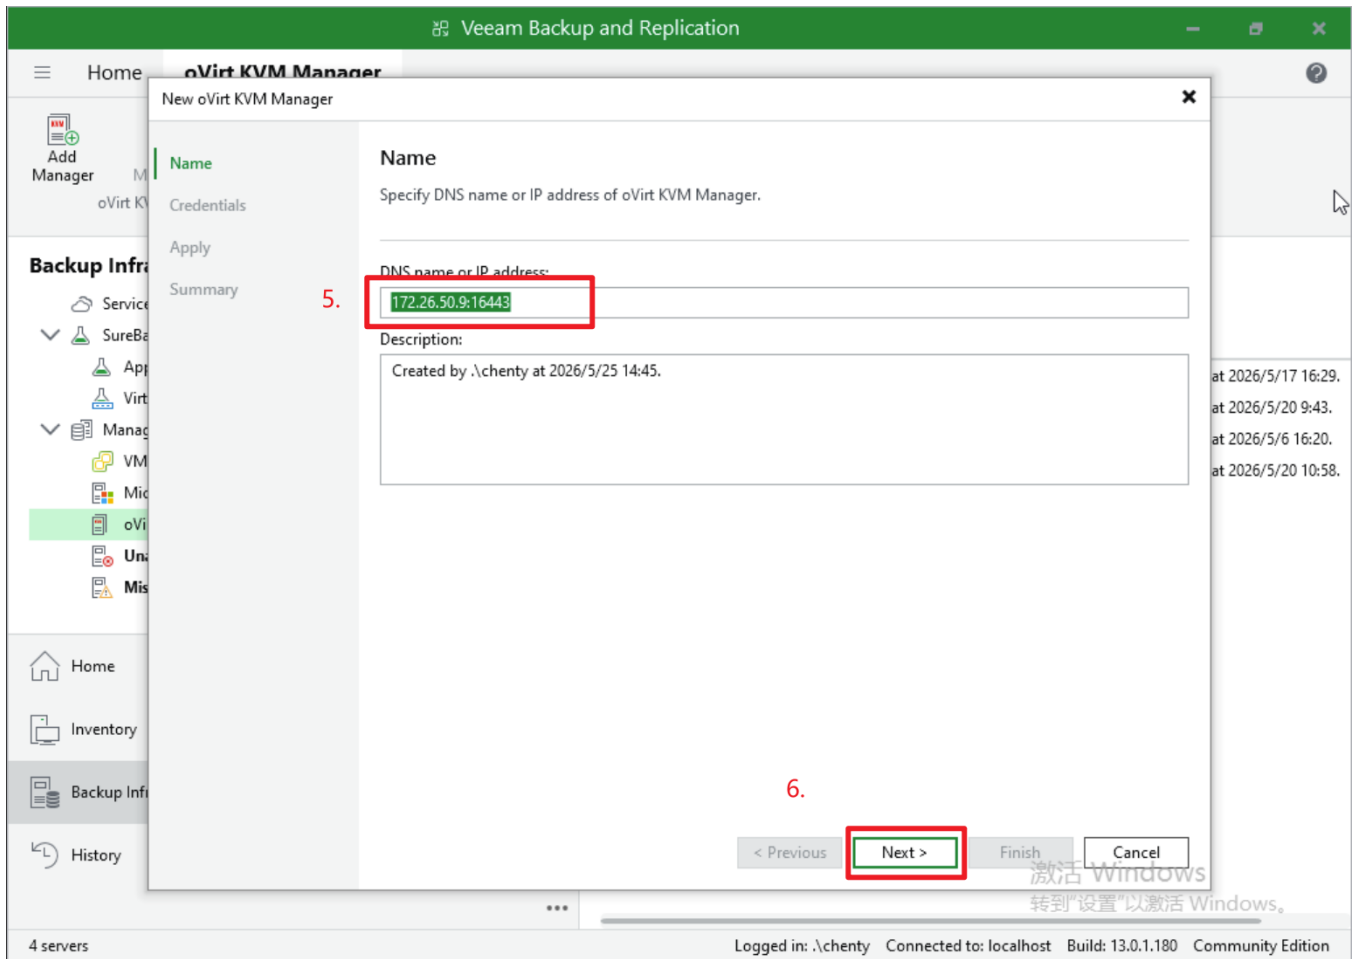 Veeam Backup and Replication
Home
oVirt KVM Manager
New oVirt KVM Manager
Add
Manager
M
oVirt KV
Name
Credentials
Apply
Summary
Name
Specify DNS name or IP address of oVirt KVM Manager.
DNS name or IP address:
5.
172.26.50.9:16443
Description:
Created by .\chenty at 2026/5/25 14:45.
Backup Infra
Service
SureBa
App
Virt
Manag
VM
Mic
oVi
Una
Mis
at 2026/5/17 16:29.
at 2026/5/20 9:43.
at 2026/5/6 16:20.
at 2026/5/20 10:58.
Home
Inventory
Backup Infr
History
6.
< Previous
Next >
Finish
Cancel
激活 Windows
转到"设置"以激活 Windows。
4 servers
Logged in: .\chenty
Connected to: localhost
Build: 13.0.1.180
Community Edition